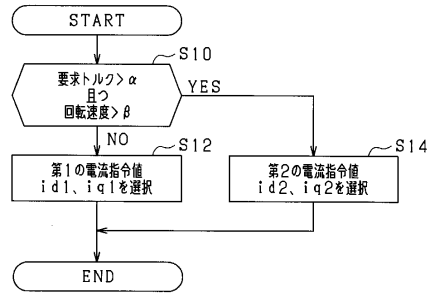 START
S10
要求トルク>α
且つ
回転速度>β
YES
NO
S12
第1の電流指令値
id1、iq1を選択
S14
第2の電流指令値
id2、iq2を選択
END